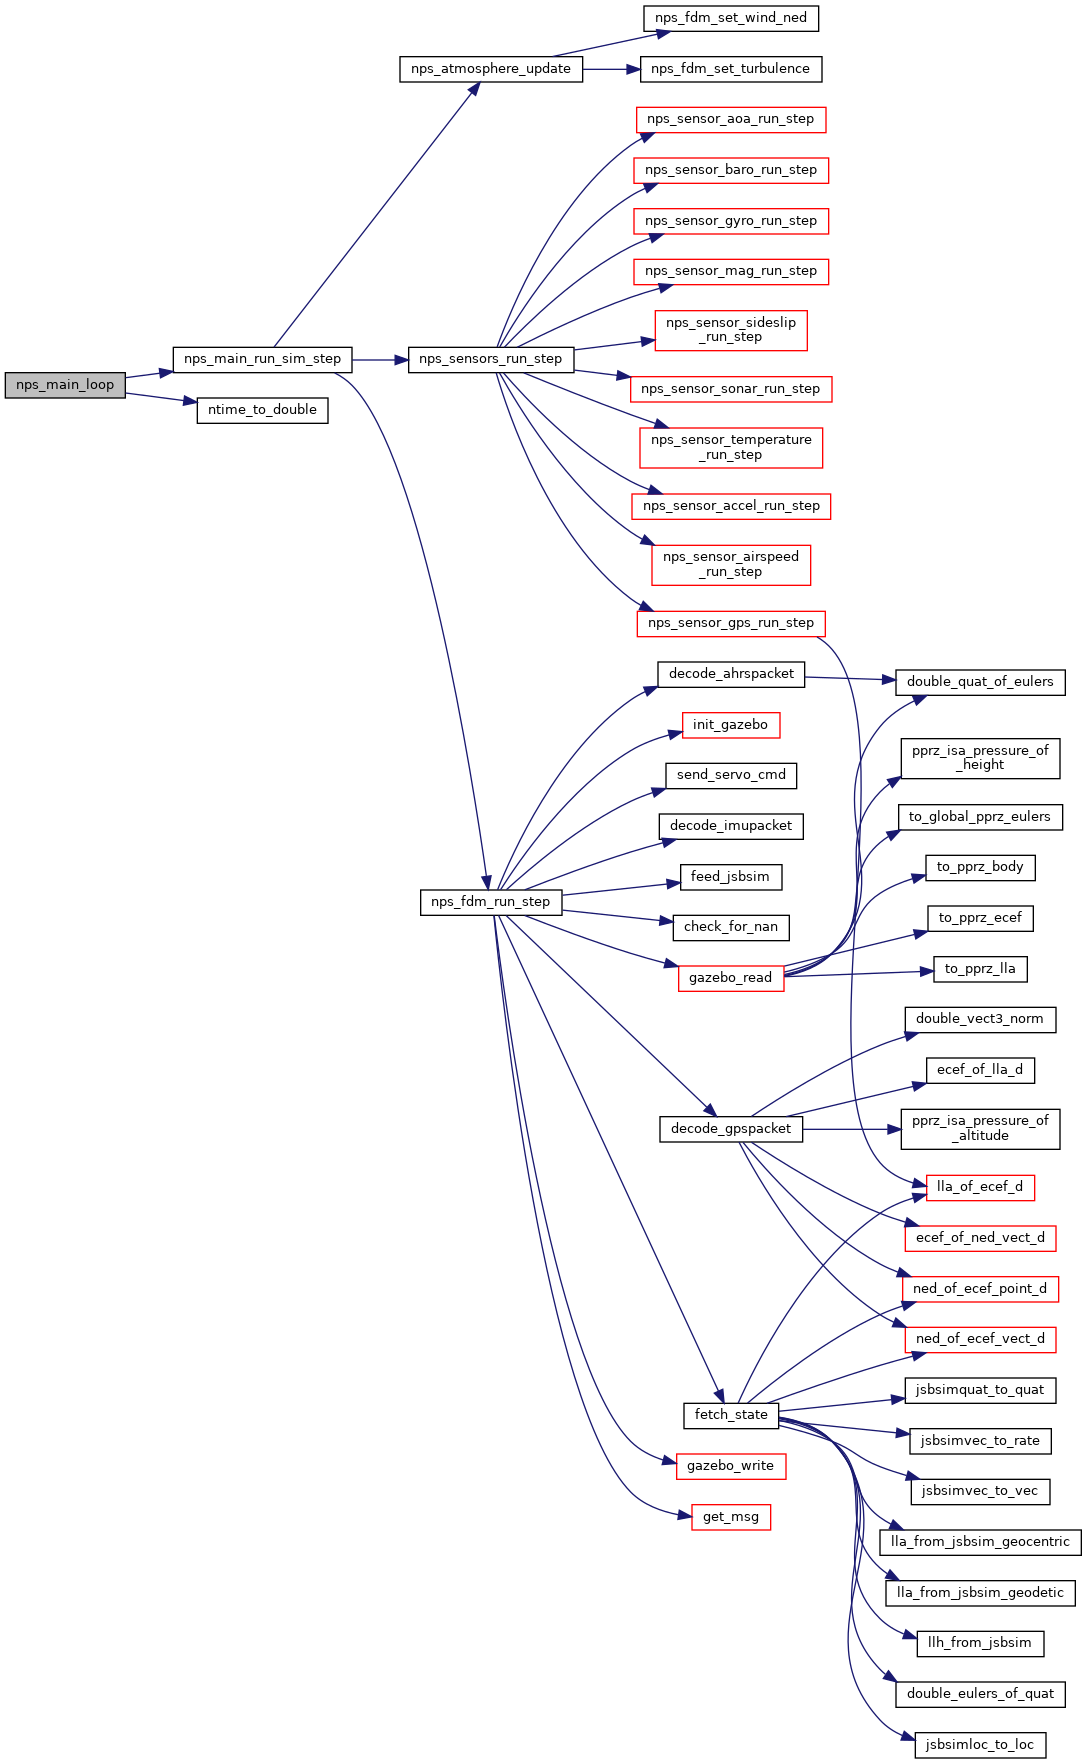 nps_fdm_set_wind_ned
nps_atmosphere_update
nps_fdm_set_turbulence
nps_sensor_aoa_run_step
nps_sensor_baro_run_step
nps_sensor_gyro_run_step
nps_sensor_mag_run_step
nps_sensor_sideslip
_run_step
nps_main_run_sim_step
nps_sensors_run_step
nps_main_loop
nps_sensor_sonar_run_step
ntime_to_double
nps_sensor_temperature
_run_step
nps_sensor_accel_run_step
nps_sensor_airspeed
_run_step
nps_sensor_gps_run_step
decode_ahrspacket
double_quat_of_eulers
init_gazebo
pprz_isa_pressure_of
_height
send_servo_cmd
to_global_pprz_eulers
decode_imupacket
to_pprz_body
feed_jsbsim
nps_fdm_run_step
to_pprz_ecef
check_for_nan
to_pprz_lla
gazebo_read
double_vect3_norm
ecef_of_lla_d
decode_gpspacket
pprz_isa_pressure_of
_altitude
lla_of_ecef_d
ecef_of_ned_vect_d
ned_of_ecef_point_d
ned_of_ecef_vect_d
jsbsimquat_to_quat
fetch_state
jsbsimvec_to_rate
gazebo_write
jsbsimvec_to_vec
get_msg
lla_from_jsbsim_geocentric
lla_from_jsbsim_geodetic
llh_from_jsbsim
double_eulers_of_quat
jsbsimloc_to_loc